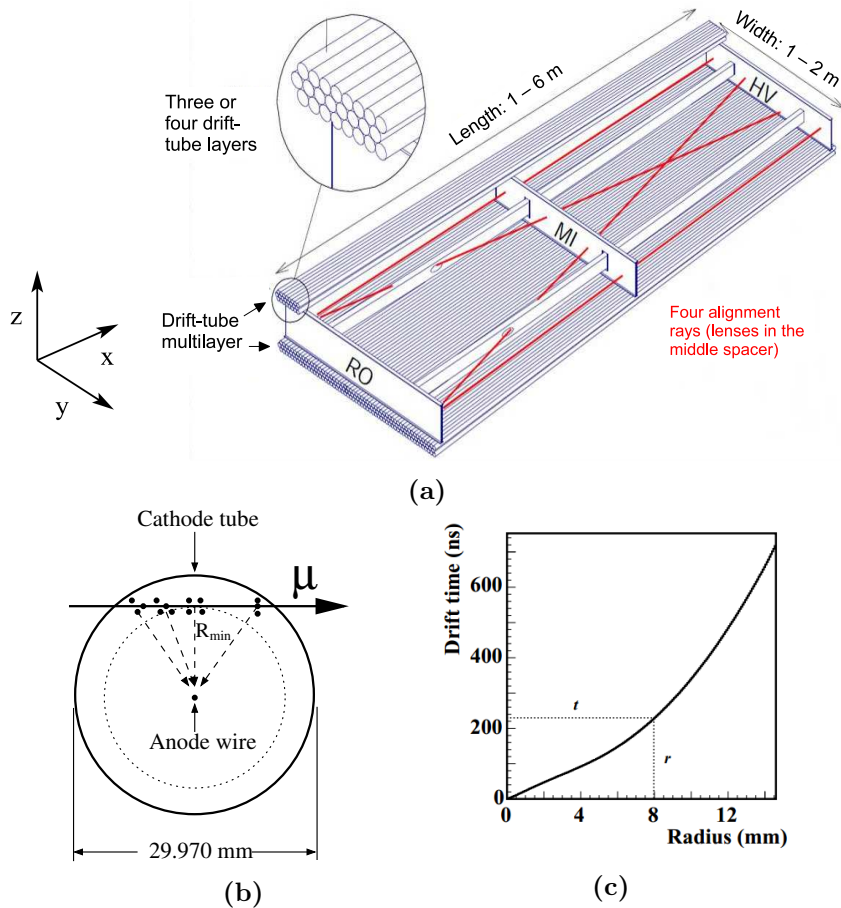 Three or
four drift-
tube layers
Length: 1 – 6 m
Width: 1 – 2 m
HV
MI
RO
z
x
y
Drift-tube
multilayer
Four alignment
rays (lenses in the
middle spacer)
(a)
Cathode tube
μ
R_min
Anode wire
29.970 mm
(b)
Drift time (ns)
600
400
200
0
t
r
0
4
8
12
Radius (mm)
(c)